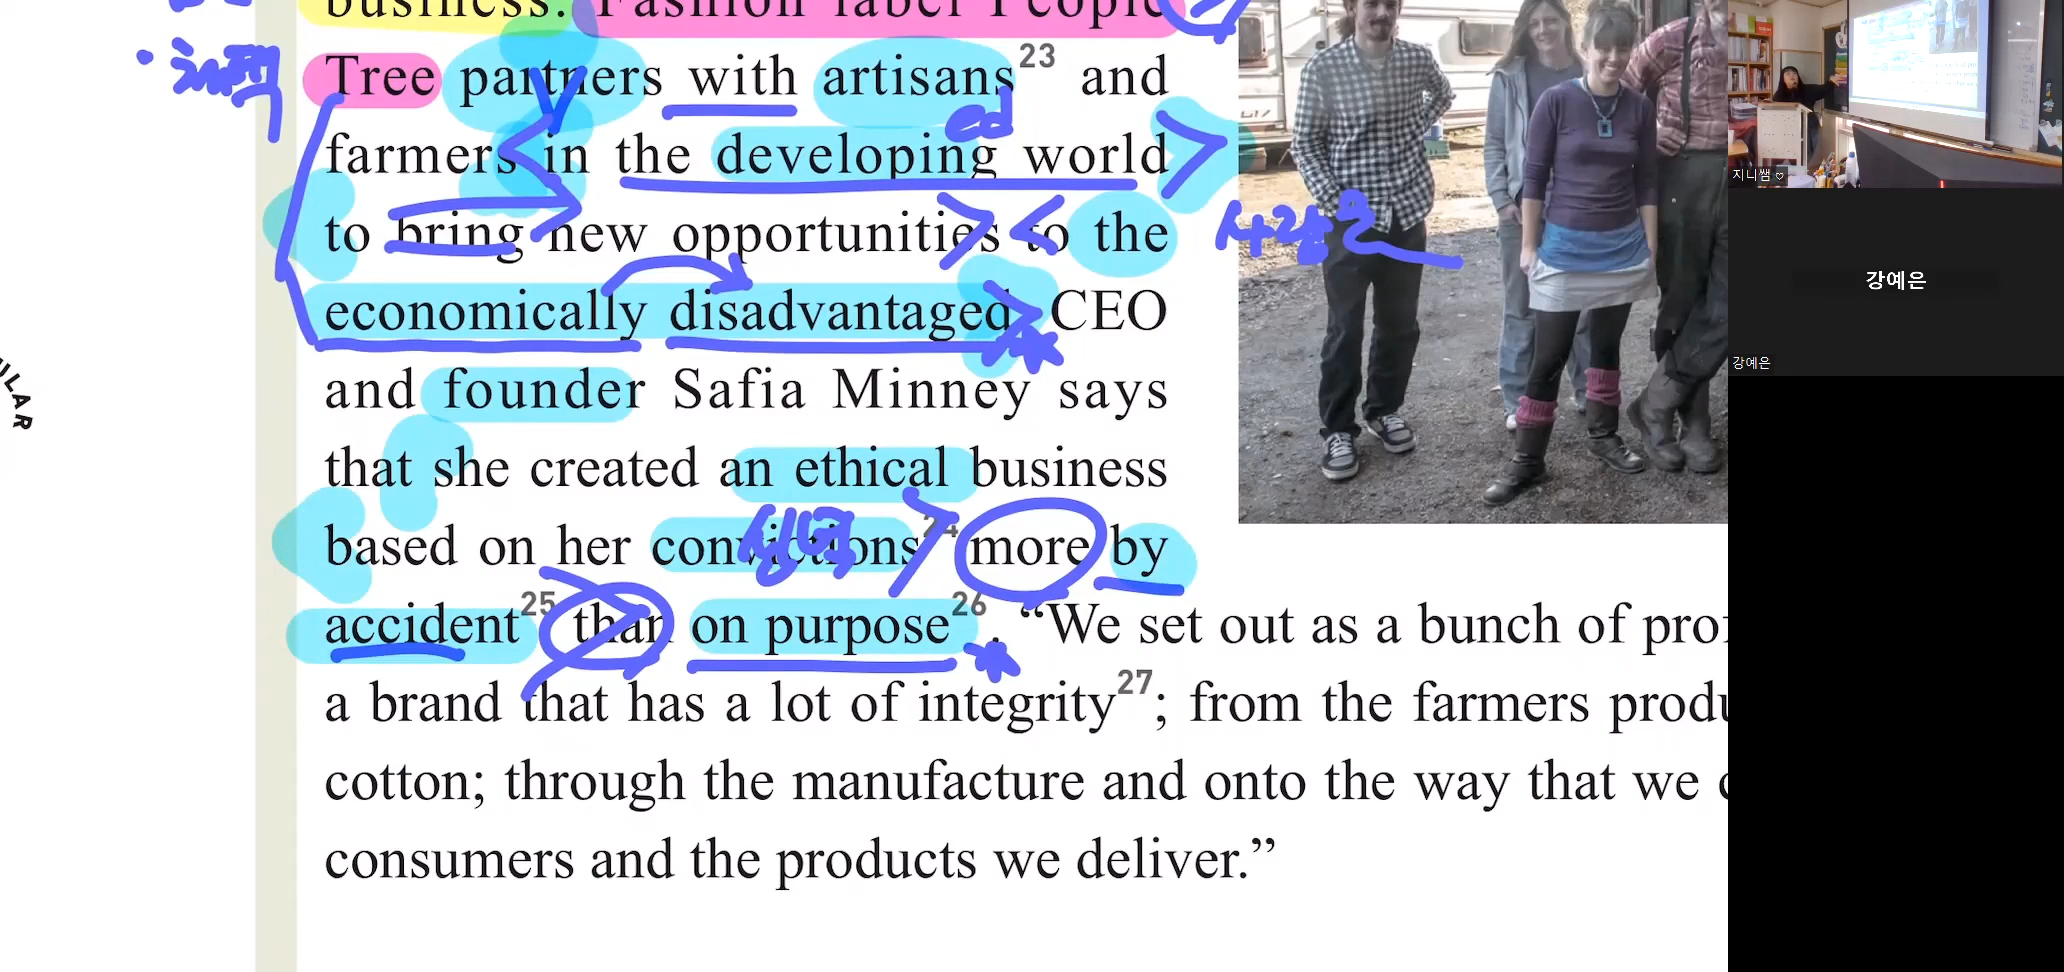 business. Fashion label People
Tree partners with artisans23 and
ed
farmers in the developing world
to bring new opportunities to the
사람들
economically disadvantaged. CEO
and founder Safia Minney says
that she created an ethical business
based on her convictions24 more by
accident25 than on purpose26. “We set out as a bunch of
a brand that has a lot of integrity27; from the farmers
cotton; through the manufacture and onto the way that we
consumers and the products we deliver.”
지니쌤 ♡
강예은
강예은